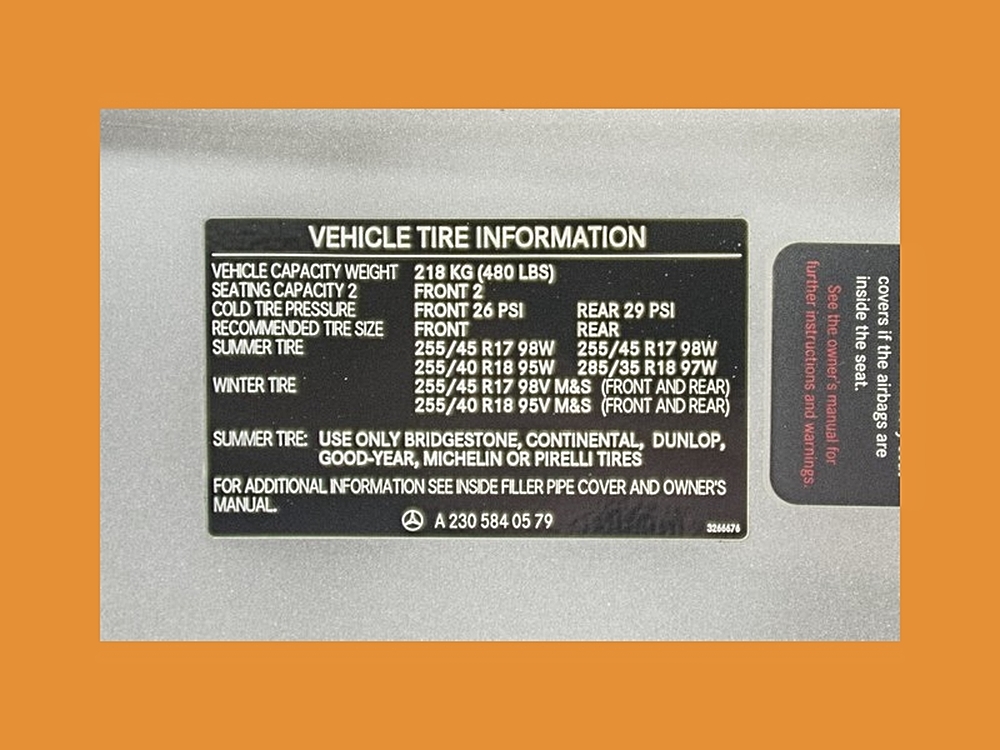 VEHICLE TIRE INFORMATION
VEHICLE CAPACITY WEIGHT 218 KG (480 LBS)
SEATING CAPACITY 2 FRONT 2
COLD TIRE PRESSURE FRONT 26 PSI REAR 29 PSI
RECOMMENDED TIRE SIZE FRONT REAR
SUMMER TIRE 255/45 R17 98W 255/45 R17 98W
255/40 R18 95W 285/35 R18 97W
WINTER TIRE 255/45 R17 98V M&S (FRONT AND REAR)
255/40 R18 95V M&S (FRONT AND REAR)
SUMMER TIRE: USE ONLY BRIDGESTONE, CONTINENTAL, DUNLOP,
GOOD-YEAR, MICHELIN OR PIRELLI TIRES
FOR ADDITIONAL INFORMATION SEE INSIDE FILLER PIPE COVER AND OWNER'S
MANUAL.
A 230 584 05 79
3266676
covers if the airbags are
inside the seat.
See the owner's manual for
further instructions and warnings.